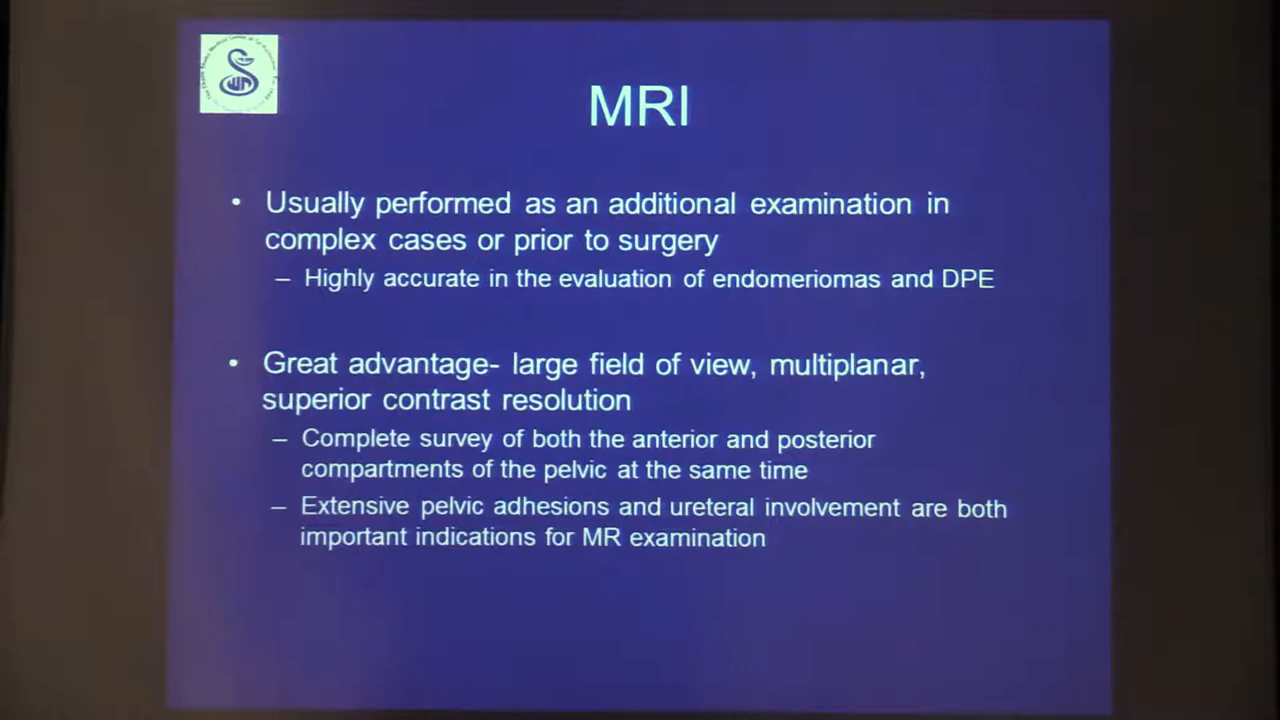 MRI
• Usually performed as an additional examination in
complex cases or prior to surgery
– Highly accurate in the evaluation of endomeriomas and DPE
• Great advantage- large field of view, multiplanar,
superior contrast resolution
– Complete survey of both the anterior and posterior
compartments of the pelvic at the same time
– Extensive pelvic adhesions and ureteral involvement are both
important indications for MR examination